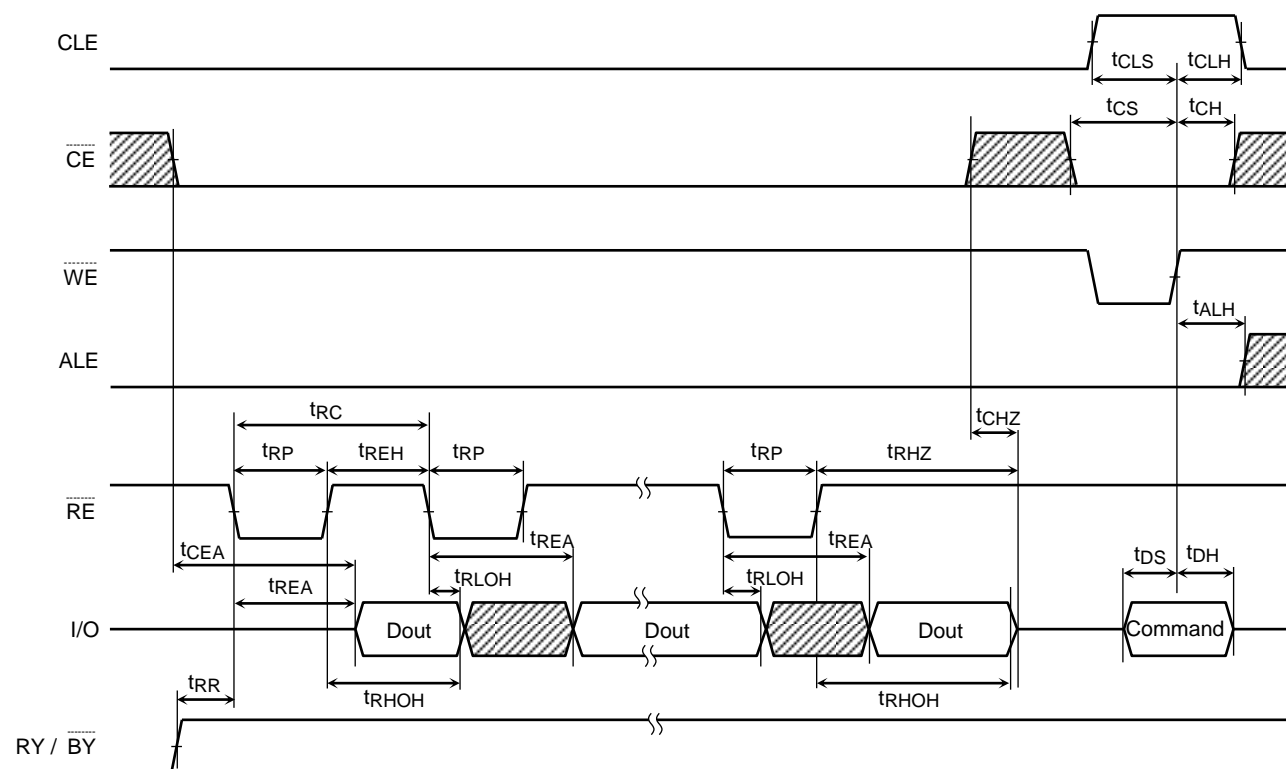 CLE
tCLS tCLH
tCS tCH
CE
WE
tALH
ALE
tRC
tCHZ
tRP tREH tRP tRP tRHZ
RE
tCEA tREA tREA tDS tDH
tREA tRLOH tRLOH
I/O Dout Dout Dout Command
tRR tRHOH tRHOH
RY / BY